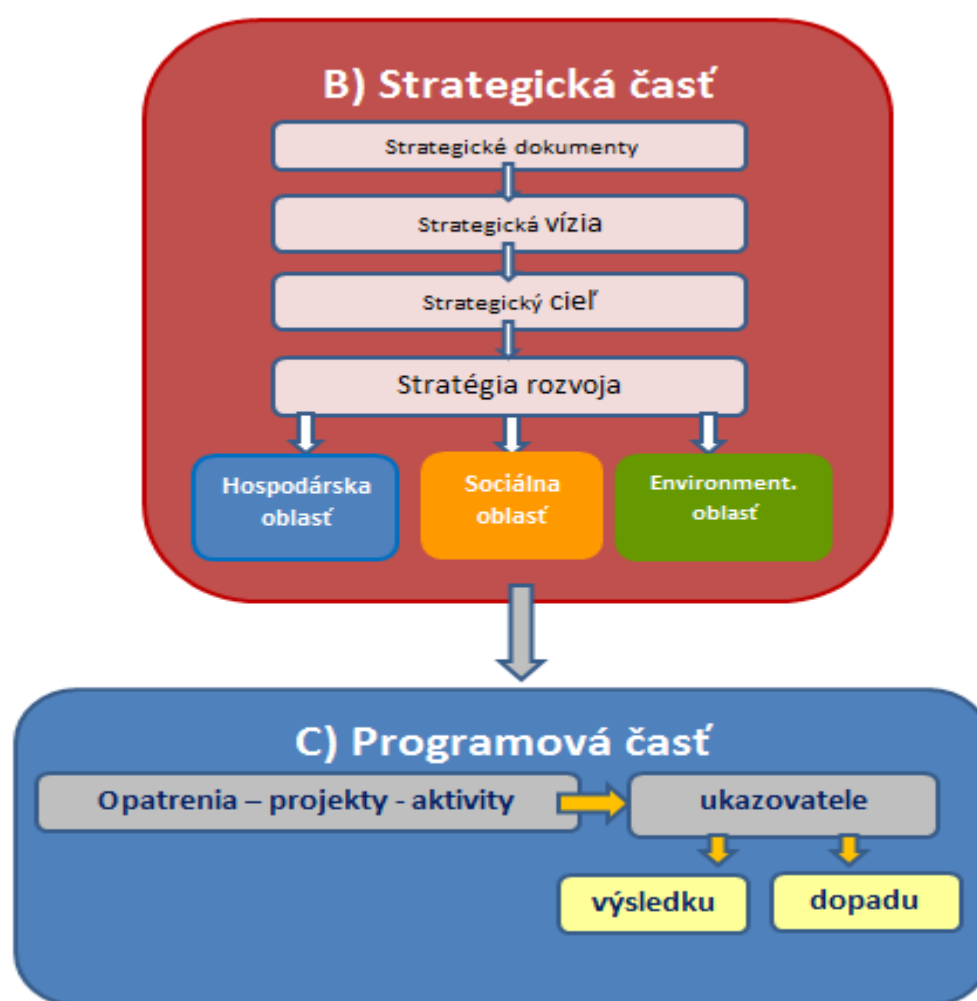 B) Strategická časť
Strategické dokumenty
Strategická vízia
Strategický cieľ
Stratégia rozvoja
Hospodárska
oblasť
Sociálna
oblasť
Environment.
oblasť
C) Programová časť
Opatrenia – projekty - aktivity
ukazovatele
výsledku
dopadu